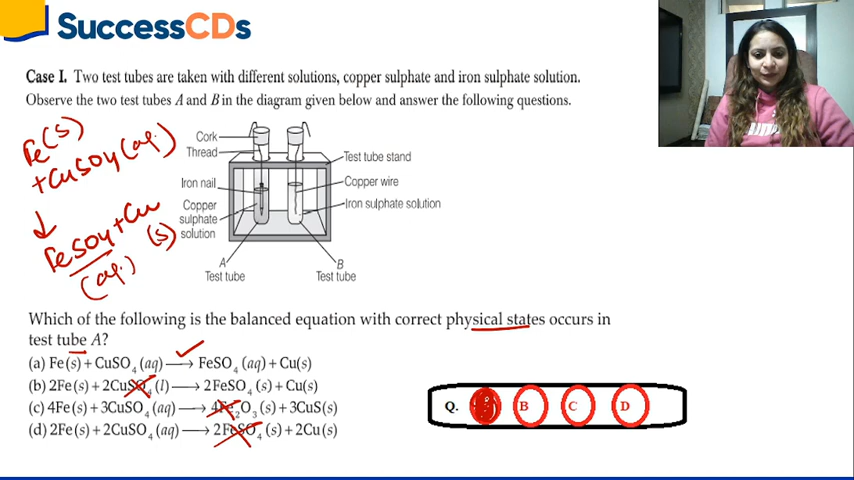 SuccessCDs
Case I. Two test tubes are taken with different solutions, copper sulphate and iron sulphate solution.
Observe the two test tubes A and B in the diagram given below and answer the following questions.
Fe(s)
+CuSO4(aq.)
↓
FeSO4+Cu
(aq.) (s)
Cork
Thread
Test tube stand
Iron nail
Copper wire
Copper
sulphate
solution
Iron sulphate solution
A
Test tube
B
Test tube
Which of the following is the balanced equation with correct physical states occurs in
test tube A?
(a) Fe(s) + CuSO4(aq) ⟶ FeSO4(aq) + Cu(s)
(b) 2Fe(s) + 2CuSO4(l) ⟶ 2FeSO4(s) + Cu(s)
(c) 4Fe(s) + 3CuSO4(aq) ⟶ 4Fe2O3(s) + 3CuS(s)
(d) 2Fe(s) + 2CuSO4(aq) ⟶ 2FeSO4(s) + 2Cu(s)
Q. B C D